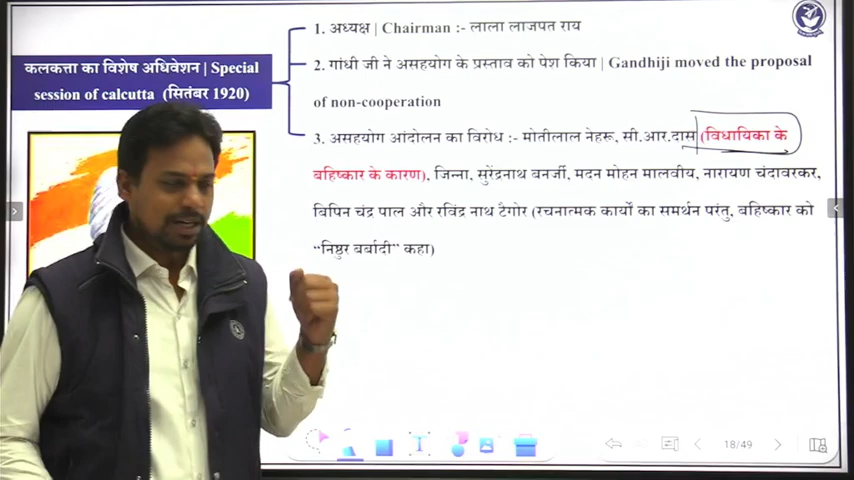 कलकत्ता का विशेष अधिवेशन | Special
session of calcutta (सितंबर 1920)
1. अध्यक्ष | Chairman :- लाला लाजपत राय
2. गांधी जी ने असहयोग के प्रस्ताव को पेश किया | Gandhiji moved the proposal
of non-cooperation
3. असहयोग आंदोलन का विरोध :- मोतीलाल नेहरू, सी.आर.दास (विधायिका के
बहिष्कार के कारण), जिन्ना, सुरेंद्रनाथ बनर्जी, मदन मोहन मालवीय, नारायण चंदावरकर,
बिपिन चंद्र पाल और रविंद्र नाथ टैगोर (रचनात्मक कार्यों का समर्थन परंतु, बहिष्कार को
“निष्ठुर बर्बादी” कहा)
18/49